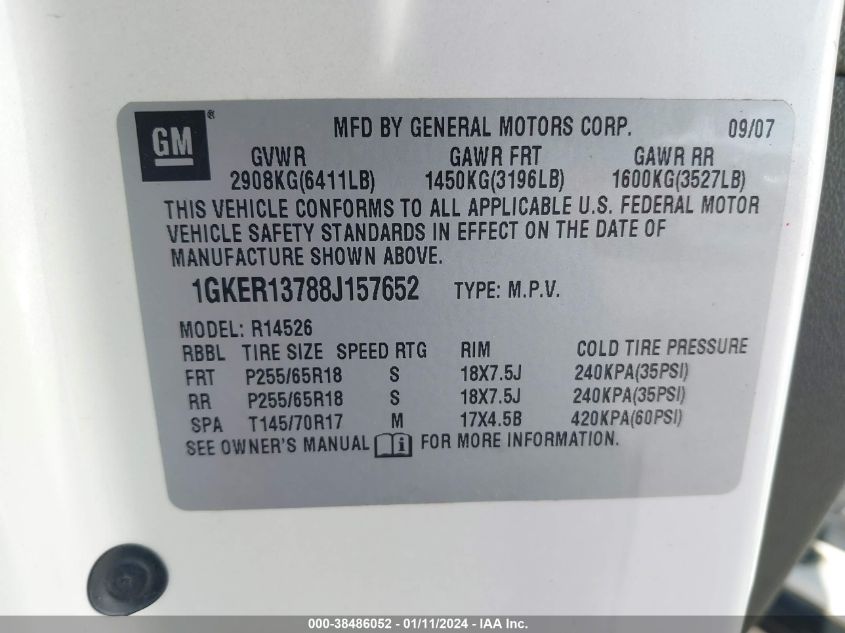 GM®
MFD BY GENERAL MOTORS CORP. 09/07
GVWR GAWR FRT GAWR RR
2908KG(6411LB) 1450KG(3196LB) 1600KG(3527LB)
THIS VEHICLE CONFORMS TO ALL APPLICABLE U.S. FEDERAL MOTOR
VEHICLE SAFETY STANDARDS IN EFFECT ON THE DATE OF
MANUFACTURE SHOWN ABOVE.
1GKER13788J157652 TYPE: M.P.V.
MODEL: R14526
RBBL TIRE SIZE SPEED RTG RIM COLD TIRE PRESSURE
FRT P255/65R18 S 18X7.5J 240KPA(35PSI)
RR P255/65R18 S 18X7.5J 240KPA(35PSI)
SPA T145/70R17 M 17X4.5B 420KPA(60PSI)
SEE OWNER'S MANUAL i FOR MORE INFORMATION.
000-38486052 - 01/11/2024 - IAA Inc.